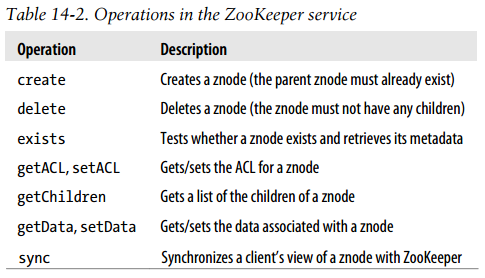 Table 14-2. Operations in the ZooKeeper service
Operation Description
create Creates a znode (the parent znode must already exist)
delete Deletes a znode (the znode must not have any children)
exists Tests whether a znode exists and retrieves its metadata
getACL, setACL Gets/sets the ACL for a znode
getChildren Gets a list of the children of a znode
getData, setData Gets/sets the data associated with a znode
sync Synchronizes a client's view of a znode with ZooKeeper